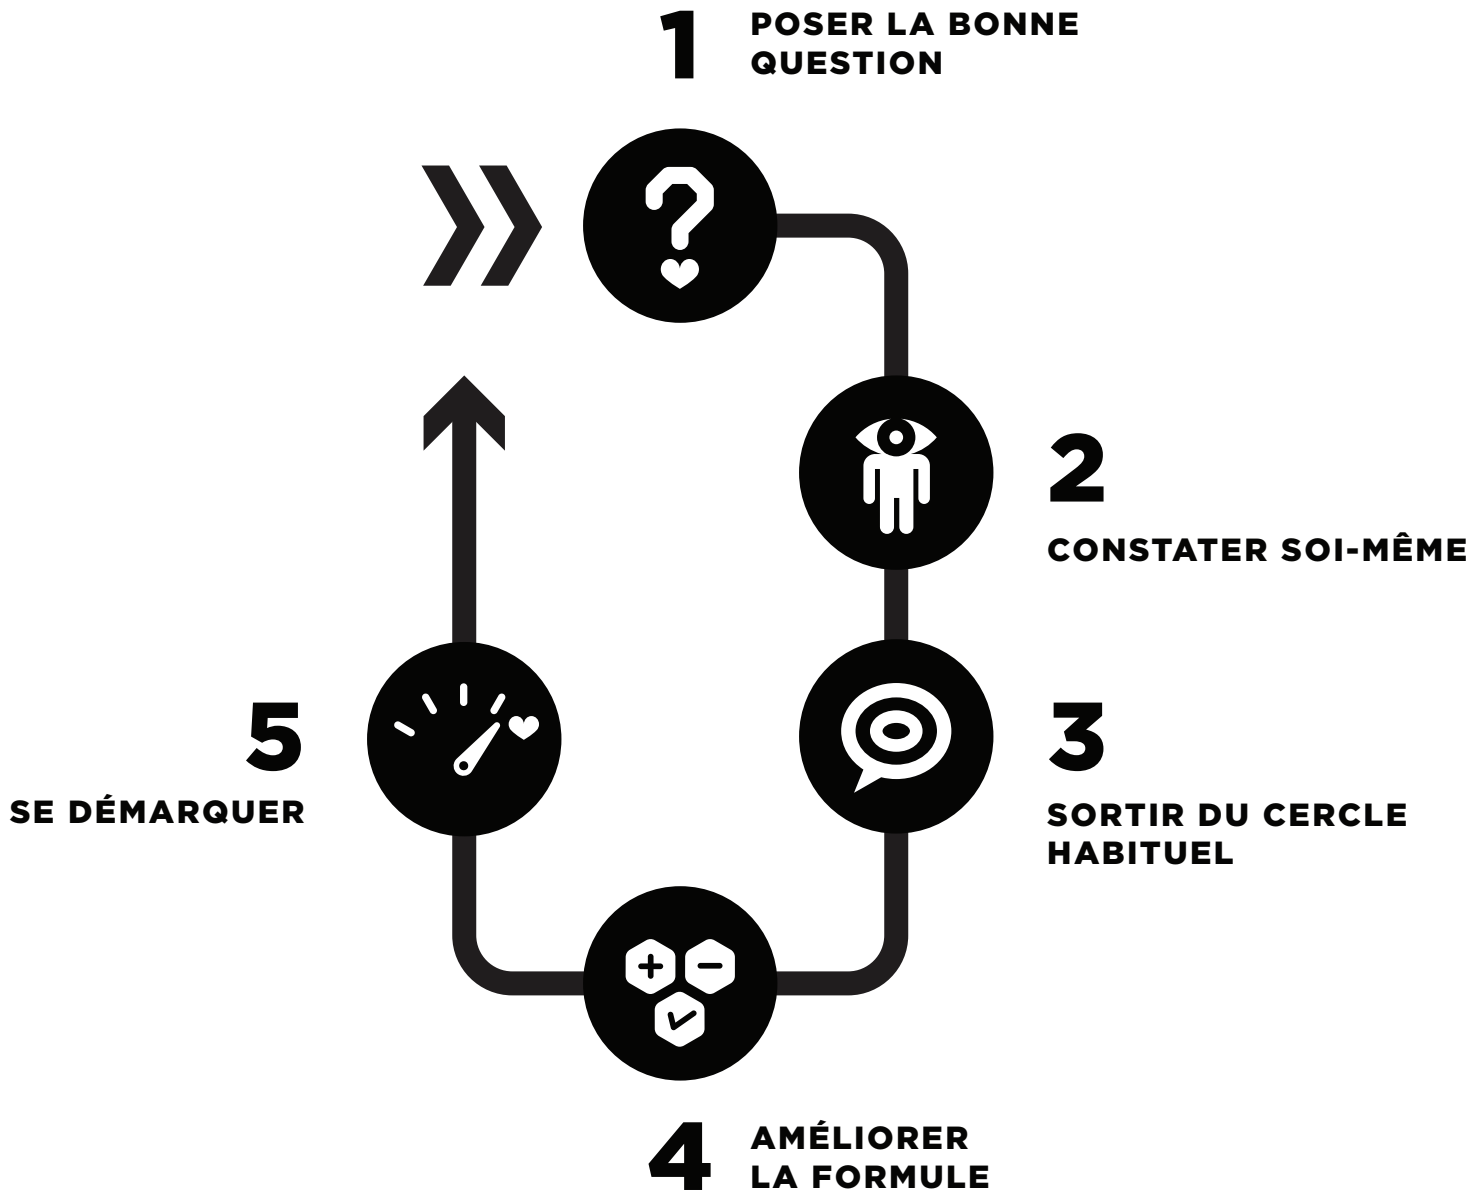 1
POSER LA BONNE
QUESTION
2
CONSTATER SOI-MÊME
3
SORTIR DU CERCLE
HABITUEL
4
AMÉLIORER
LA FORMULE
5
SE DÉMARQUER